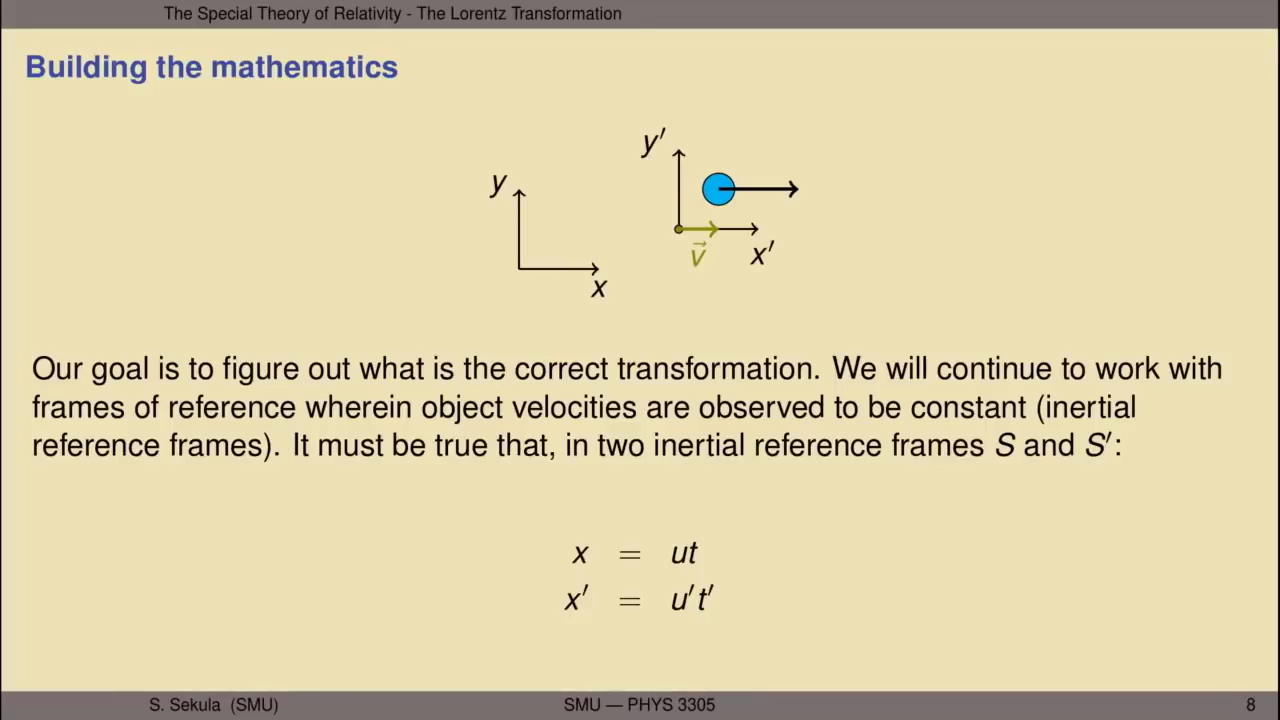 The Special Theory of Relativity - The Lorentz Transformation
Building the mathematics
y′
y
v⃗
x′
x
Our goal is to figure out what is the correct transformation. We will continue to work with
frames of reference wherein object velocities are observed to be constant (inertial
reference frames). It must be true that, in two inertial reference frames S and S′:
x = ut
x′ = u′t′
S. Sekula (SMU) SMU — PHYS 3305 8